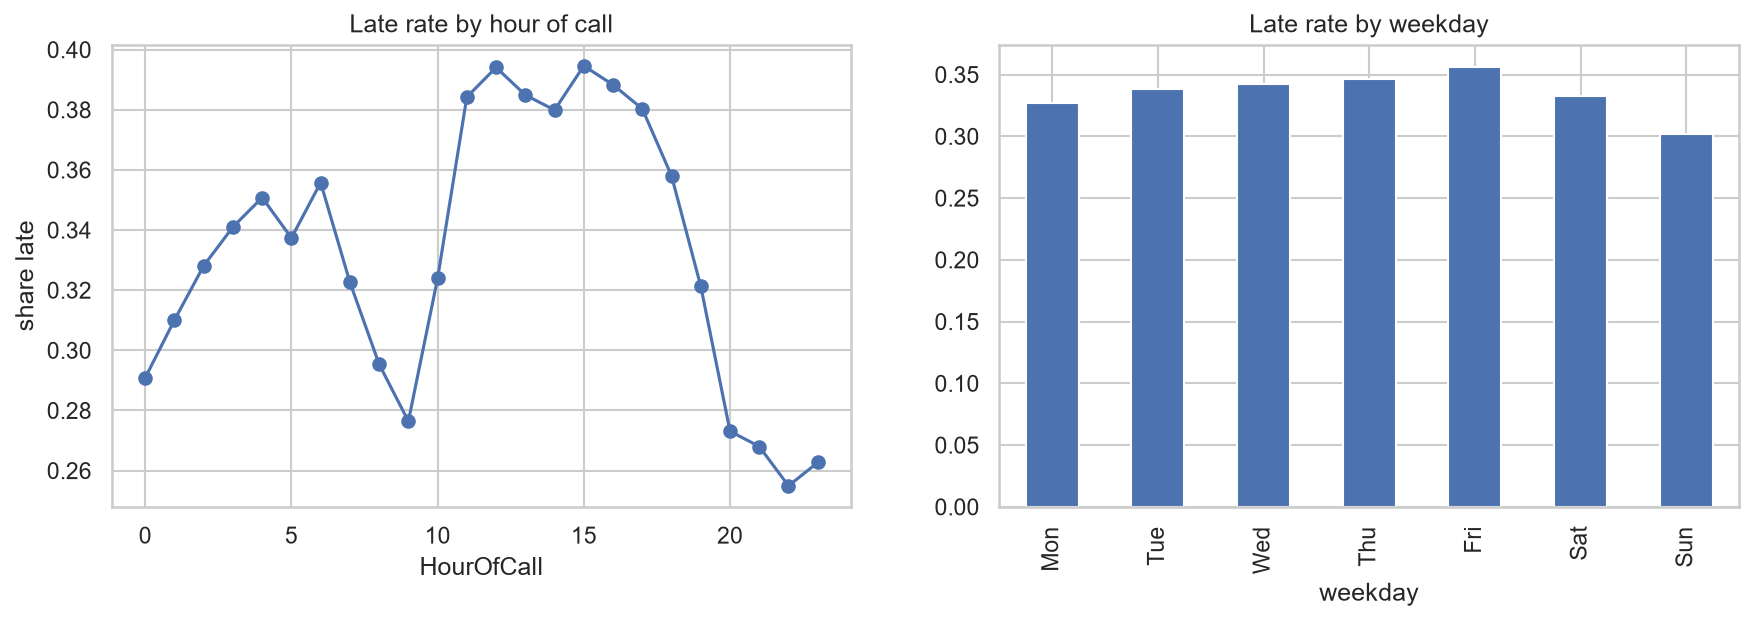 Late rate by hour of call
share late
0.40
0.38
0.36
0.34
0.32
0.30
0.28
0.26
0
5
10
15
20
HourOfCall
Late rate by weekday
0.35
0.30
0.25
0.20
0.15
0.10
0.05
0.00
Mon
Tue
Wed
Thu
Fri
Sat
Sun
weekday